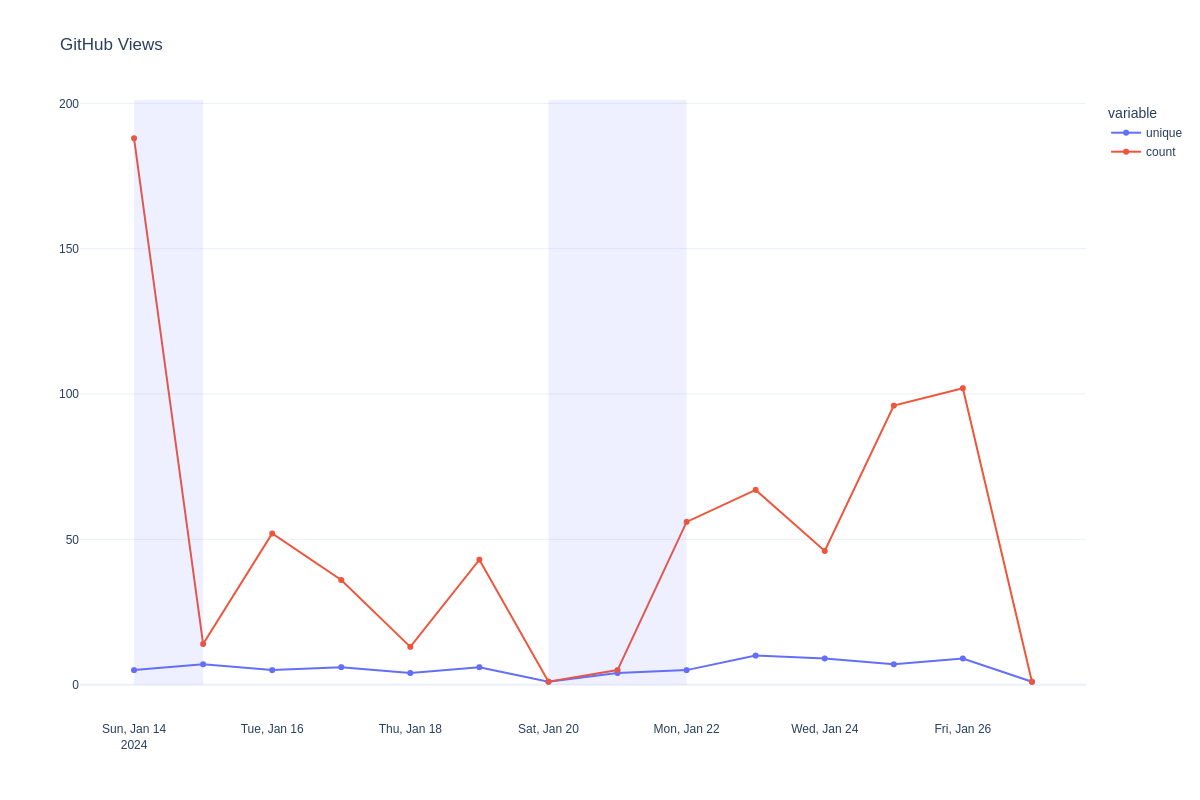 GitHub Views
200
150
100
50
0
Sun, Jan 14
2024
Tue, Jan 16
Thu, Jan 18
Sat, Jan 20
Mon, Jan 22
Wed, Jan 24
Fri, Jan 26
variable
unique
count